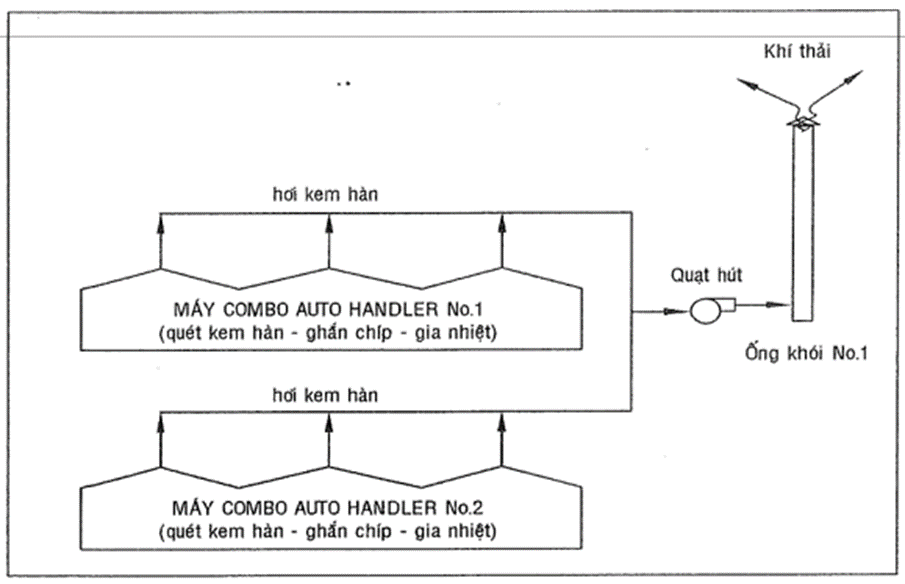 Khí thải
hơi kem hàn
Quạt hút
MÁY COMBO AUTO HANDLER No.1
(quét kem hàn - ghắn chíp - gia nhiệt)
Ống khói No.1
hơi kem hàn
MÁY COMBO AUTO HANDLER No.2
(quét kem hàn - ghắn chíp - gia nhiệt)